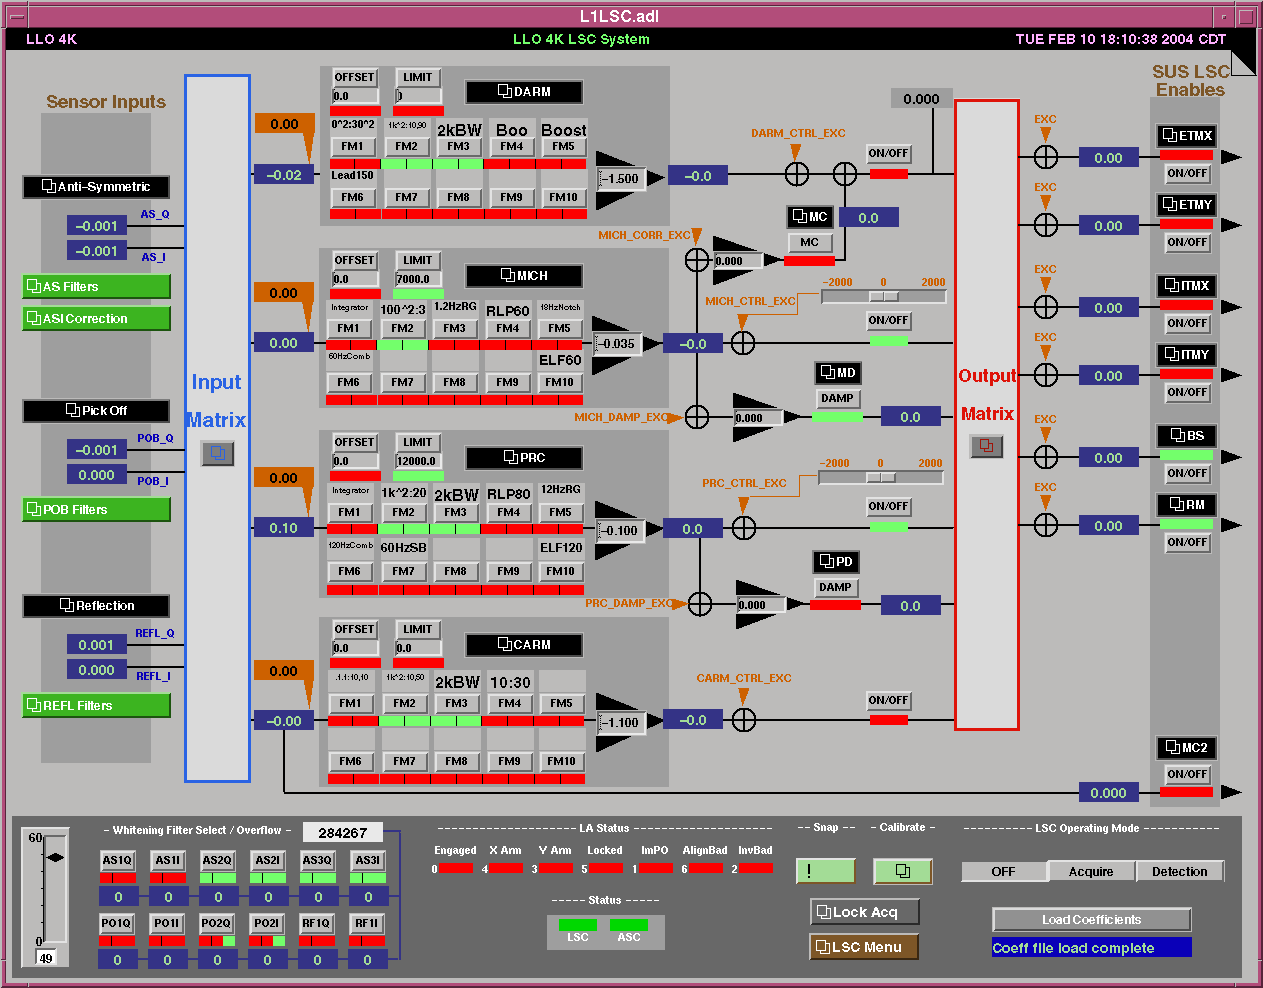 L1LSC.adl
LLO 4K
LLO 4K LSC System
TUE FEB 10 18:10:38 2004 CDT
Sensor Inputs
Anti-Symmetric
-0.001
AS_Q
-0.001
AS_I
AS Filters
ASI Correction
Pick Off
-0.001
POB_Q
0.000
POB_I
POB Filters
Reflection
0.001
REFL_Q
0.000
REFL_I
REFL Filters
Input
Matrix
0.00
-0.02
0.00
0.00
0.00
0.10
0.00
-0.00
OFFSET LIMIT
0.0
DARM
0^2:30^2 1k^2:10,90 2kBW Boo Boost
FM1 FM2 FM3 FM4 FM5
Lead150
FM6 FM7 FM8 FM9 FM10
-1.500
-0.0
OFFSET LIMIT
0.0 7000.0
MICH
Integrator 100^2:3 1.2HzRG RLP60 18HzNotch
FM1 FM2 FM3 FM4 FM5
60HzComb ELF60
FM6 FM7 FM8 FM9 FM10
-0.035
-0.0
OFFSET LIMIT
0.0 12000.0
PRC
Integrator 1k^2:20 2kBW RLP80 12HzRG
FM1 FM2 FM3 FM4 FM5
120HzComb 60HzSB ELF120
FM6 FM7 FM8 FM9 FM10
-0.100
0.0
OFFSET LIMIT
0.0 0.0
CARM
.1.1:10,10 1k^2:10,50 2kBW 10:30
FM1 FM2 FM3 FM4 FM5
FM6 FM7 FM8 FM9 FM10
-1.100
-0.0
0.000
DARM_CTRL_EXC
ON/OFF
MC
0.0
MC
MICH_CORR_EXC
0.000
-2000 0 2000
MICH_CTRL_EXC
ON/OFF
MD
DAMP
MICH_DAMP_EXC
0.000
0.0
-2000 0 2000
PRC_CTRL_EXC
ON/OFF
PD
DAMP
PRC_DAMP_EXC
0.000
0.0
CARM_CTRL_EXC
ON/OFF
Output
Matrix
SUS LSC
Enables
EXC
0.00
ETMX
ON/OFF
EXC
0.00
ETMY
ON/OFF
EXC
0.00
ITMX
ON/OFF
EXC
0.00
ITMY
ON/OFF
EXC
0.00
BS
ON/OFF
EXC
0.00
RM
ON/OFF
MC2
ON/OFF
0.000
60
0
49
- Whitening Filter Select / Overflow -
284267
AS1Q AS1I AS2Q AS2I AS3Q AS3I
0 0 0 0 0 0
PO1Q PO1I PO2Q PO2I RF1Q RF1I
0 0 0 0 0 0
LA Status
Engaged X Arm Y Arm Locked ImPO AlignBad InvBad
0 4 3 5 1 6 2
Status
LSC ASC
-- Snap --
!
- Calibrate -
Lock Acq
LSC Menu
LSC Operating Mode
OFF Acquire Detection
Load Coefficients
Coeff file load complete